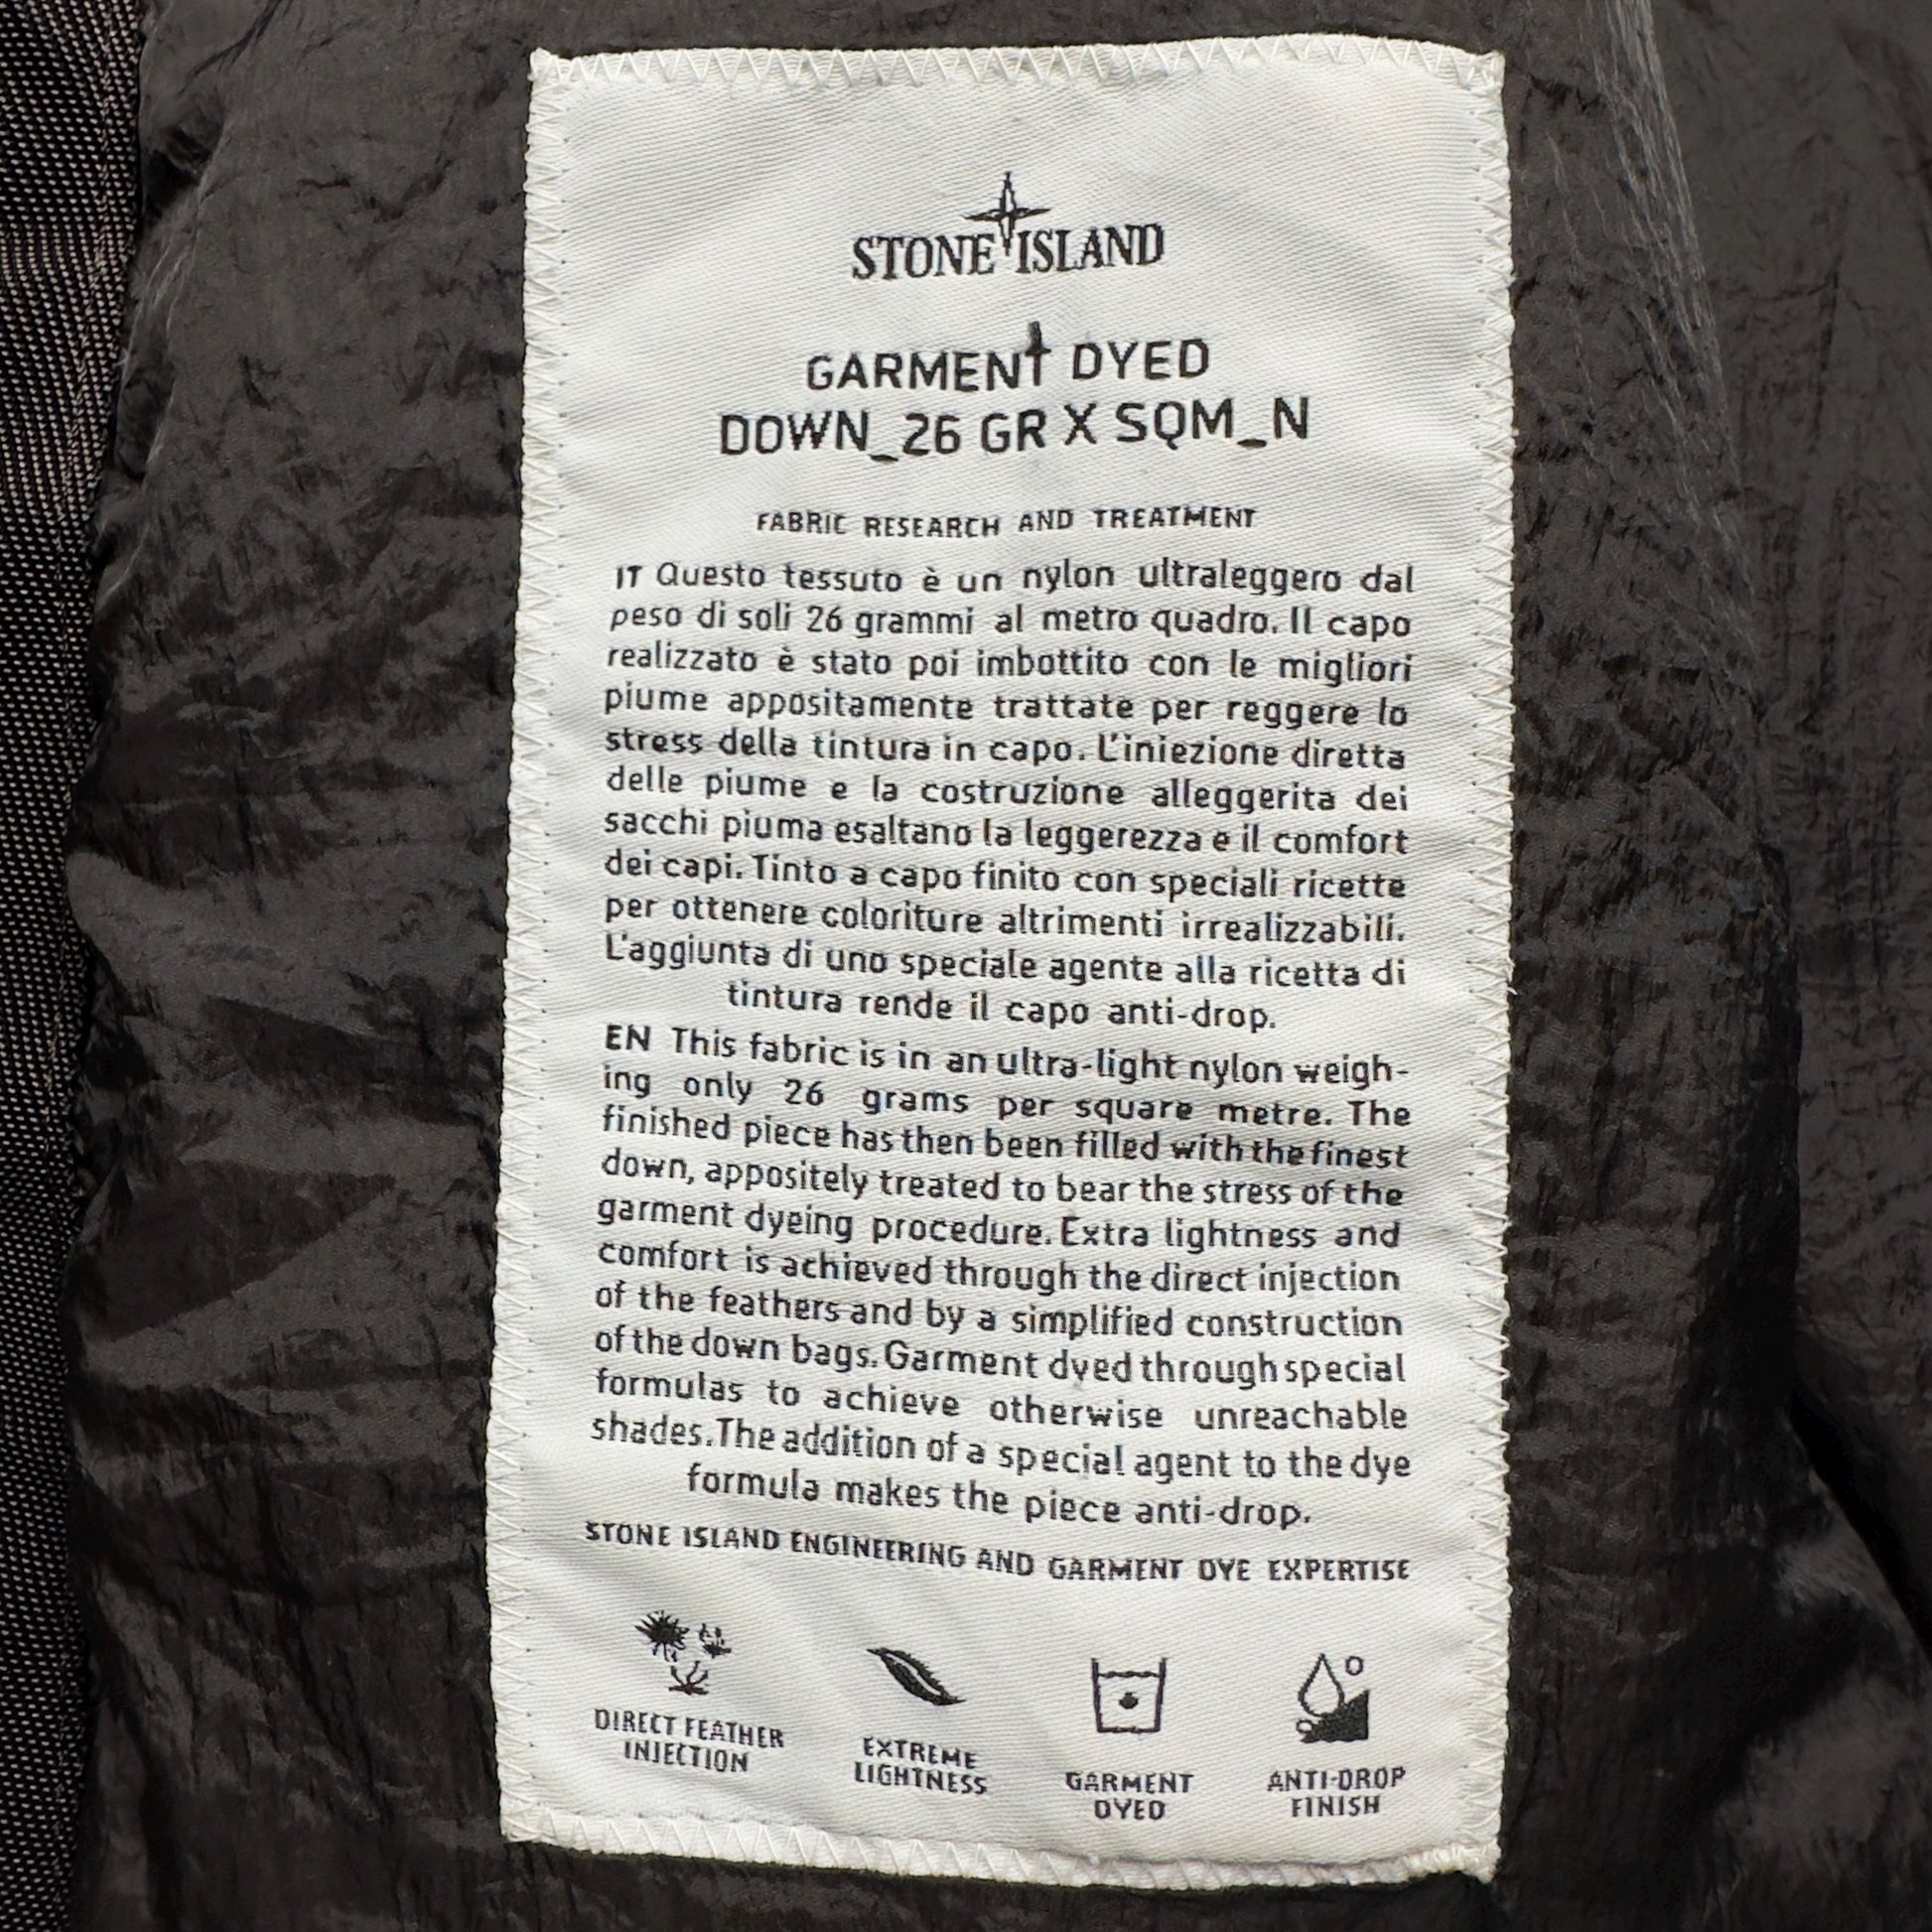 STONE ISLAND
GARMENt DYED
DOWN_26 GR X SQM_N
FABRIC RESEARCH AND TREATMENT
IT Questo tessuto è un nylon ultraleggero dal
peso di soli 26 grammi al metro quadro. Il capo
realizzato è stato poi imbottito con le migliori
piume appositamente trattate per reggere lo
stress della tintura in capo. L'iniezione diretta
delle piume e la costruzione alleggerita dei
sacchi piuma esaltano la leggerezza e il comfort
dei capi. Tinto a capo finito con speciali ricette
per ottenere coloriture altrimenti irrealizzabili.
L'aggiunta di uno speciale agente alla ricetta di
tintura rende il capo anti-drop.
EN This fabric is in an ultra-light nylon weigh-
ing only 26 grams per square metre. The
finished piece has then been filled with the finest
down, appositely treated to bear the stress of the
garment dyeing procedure. Extra lightness and
comfort is achieved through the direct injection
of the feathers and by a simplified construction
of the down bags. Garment dyed through special
formulas to achieve otherwise unreachable
shades. The addition of a special agent to the dye
formula makes the piece anti-drop.
STONE ISLAND ENGINEERING AND GARMENT DYE EXPERTISE
DIRECT FEATHER
INJECTION
EXTREME
LIGHTNESS
GARMENT
DYED
ANTI-DROP
FINISH